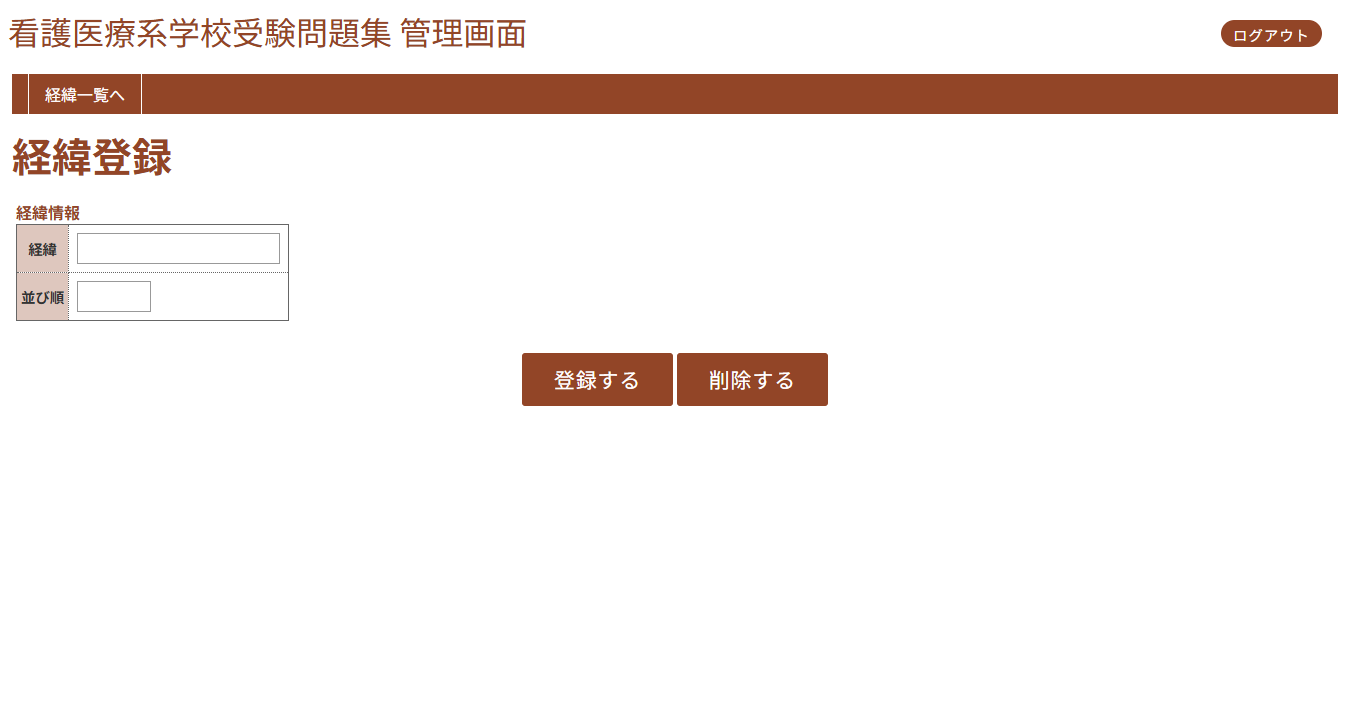 看護医療系学校受験問題集 管理画面
ログアウト
経緯一覧へ
経緯登録
経緯情報
経緯
並び順
登録する 削除する